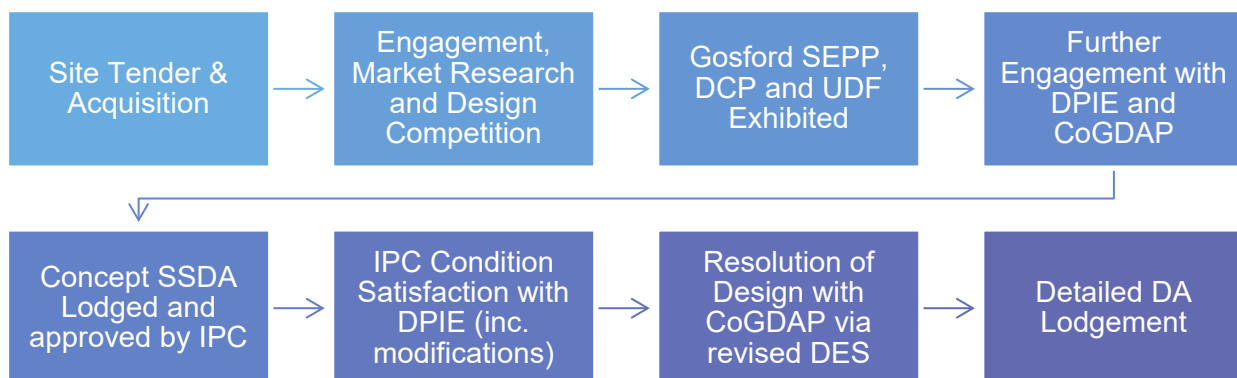 Site Tender &
Acquisition
Engagement,
Market Research
and Design
Competition
Gosford SEPP,
DCP and UDF
Exhibited
Further
Engagement with
DPIE and
CoGDAP
Concept SSDA
Lodged and
approved by IPC
IPC Condition
Satisfaction with
DPIE (inc.
modifications)
Resolution of
Design with
CoGDAP via
revised DES
Detailed DA
Lodgement